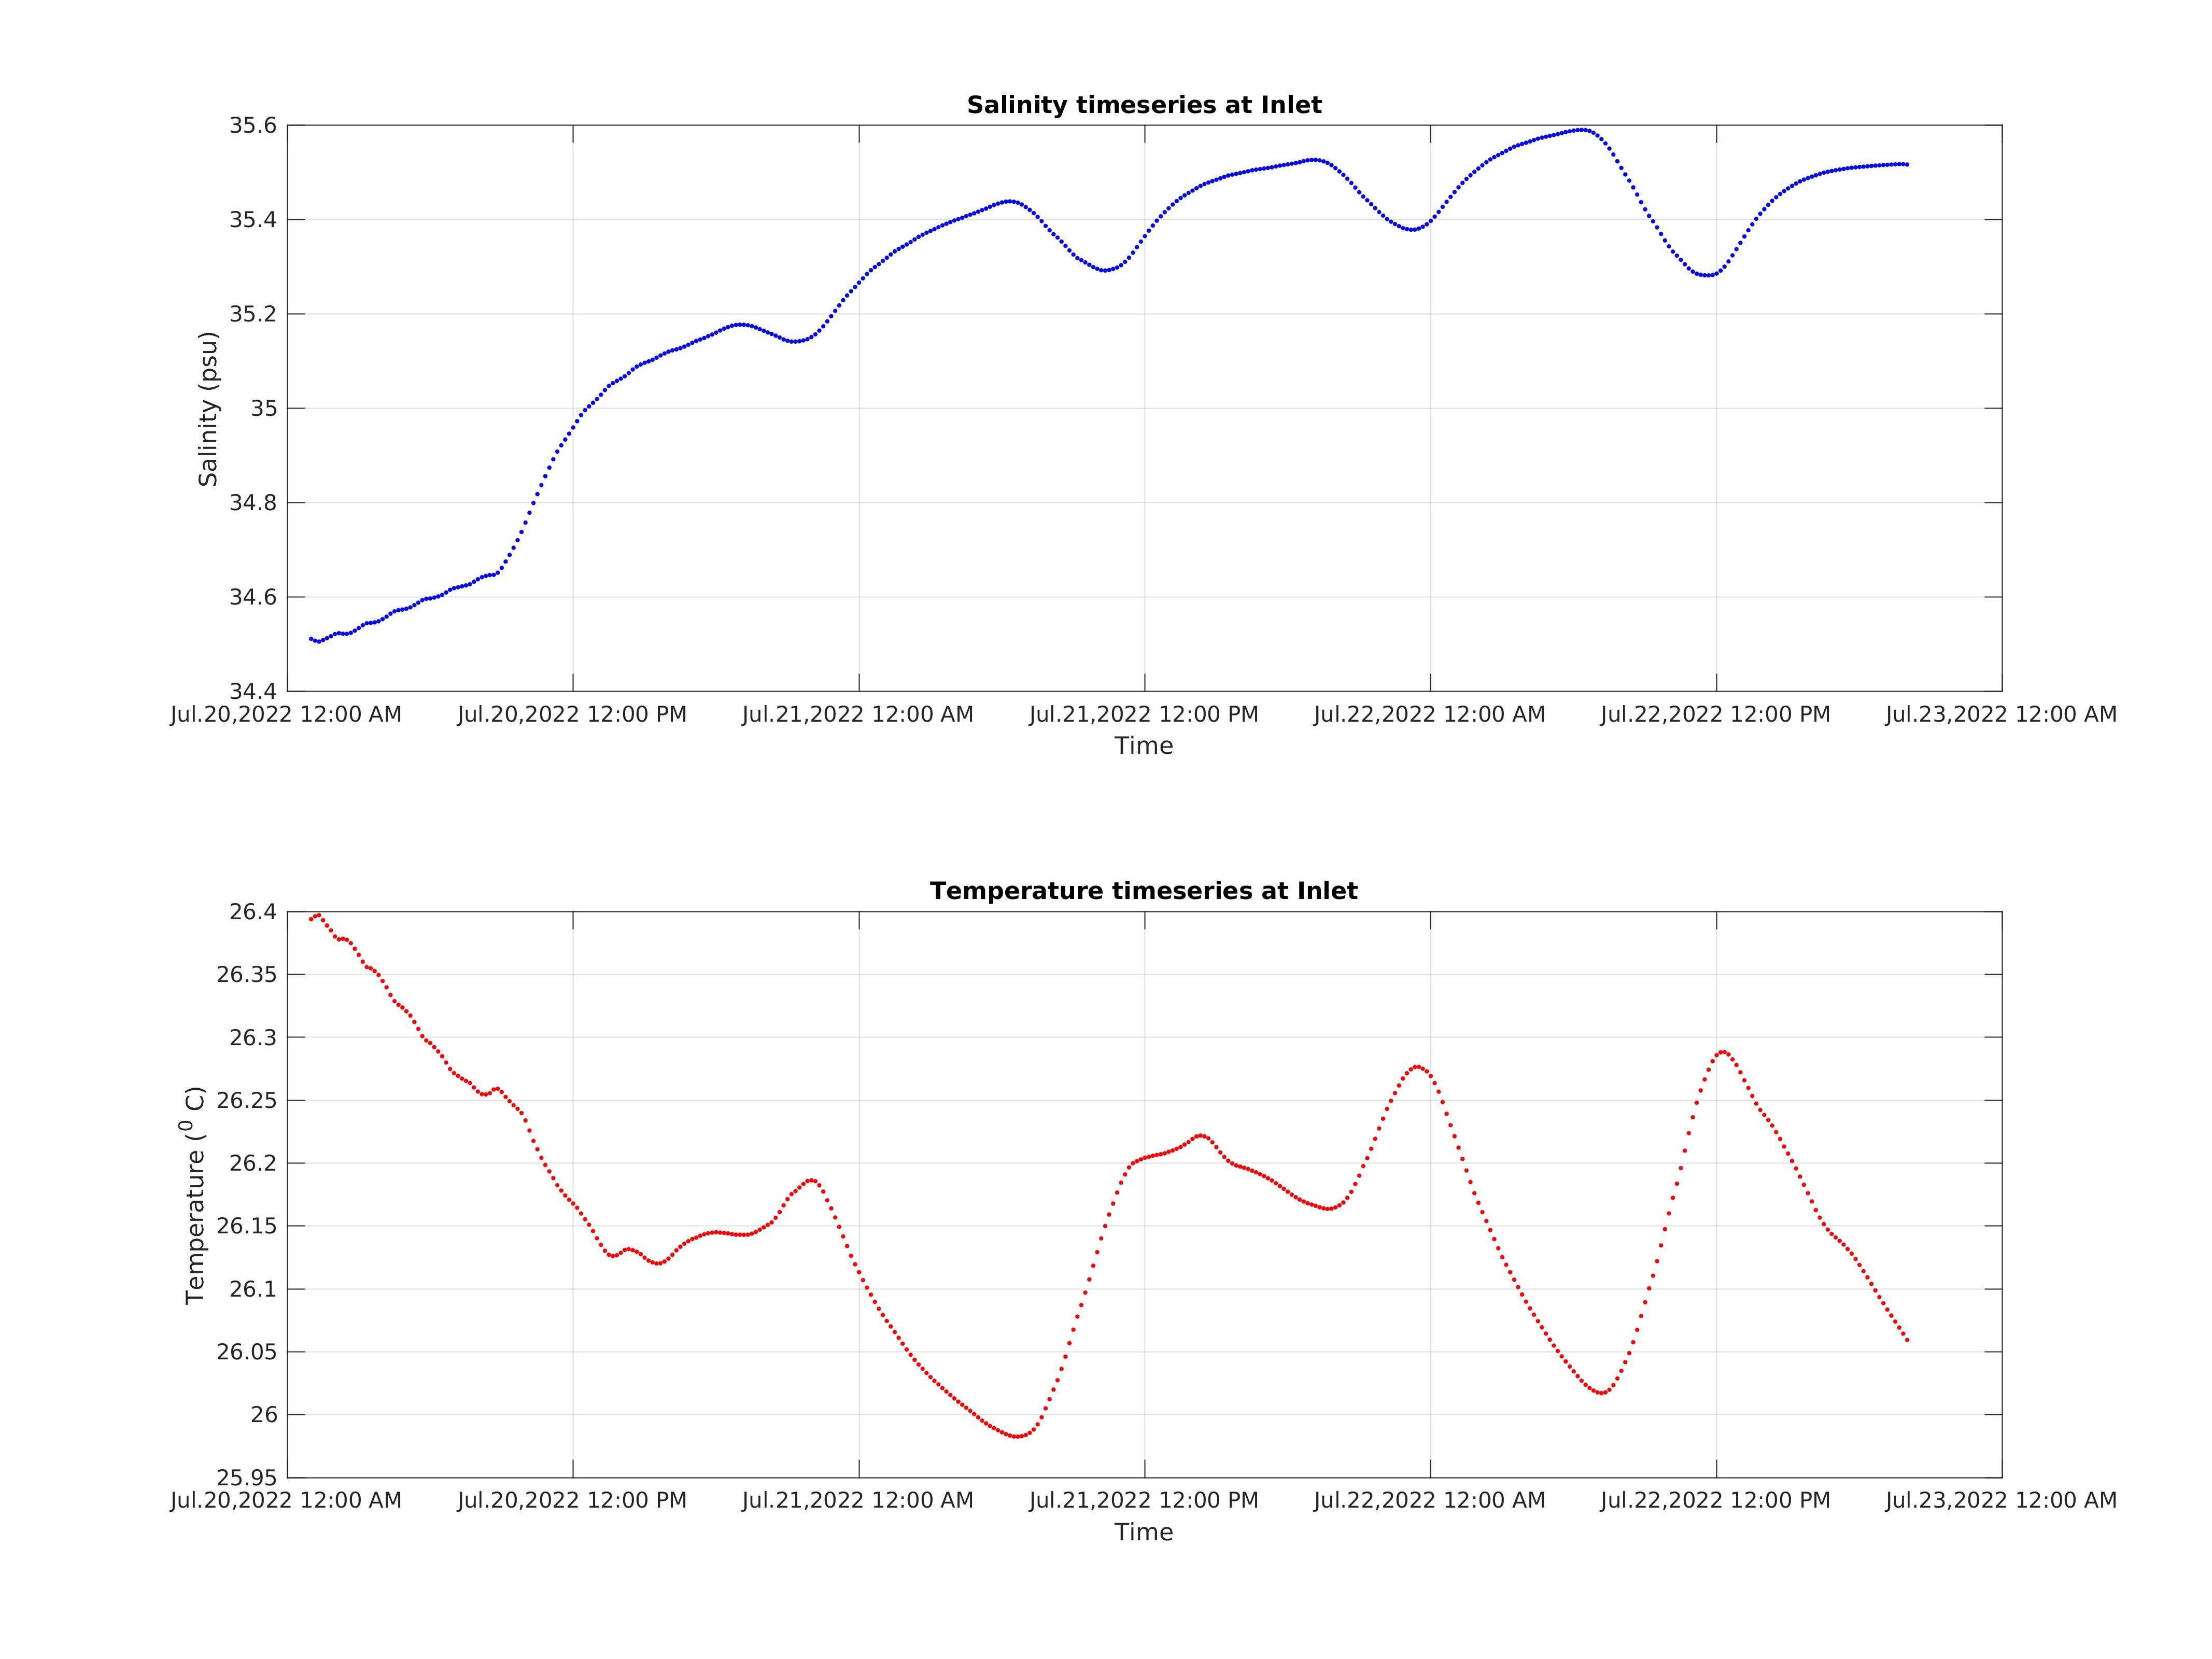 Salinity timeseries at Inlet
35.6
35.4
35.2
35
34.8
34.6
34.4
Salinity (psu)
Jul.20,2022 12:00 AM Jul.20,2022 12:00 PM Jul.21,2022 12:00 AM Jul.21,2022 12:00 PM Jul.22,2022 12:00 AM Jul.22,2022 12:00 PM Jul.23,2022 12:00 AM
Time
Temperature timeseries at Inlet
26.4
26.35
26.3
26.25
26.2
26.15
26.1
26.05
26
25.95
Temperature (⁰ C)
Jul.20,2022 12:00 AM Jul.20,2022 12:00 PM Jul.21,2022 12:00 AM Jul.21,2022 12:00 PM Jul.22,2022 12:00 AM Jul.22,2022 12:00 PM Jul.23,2022 12:00 AM
Time